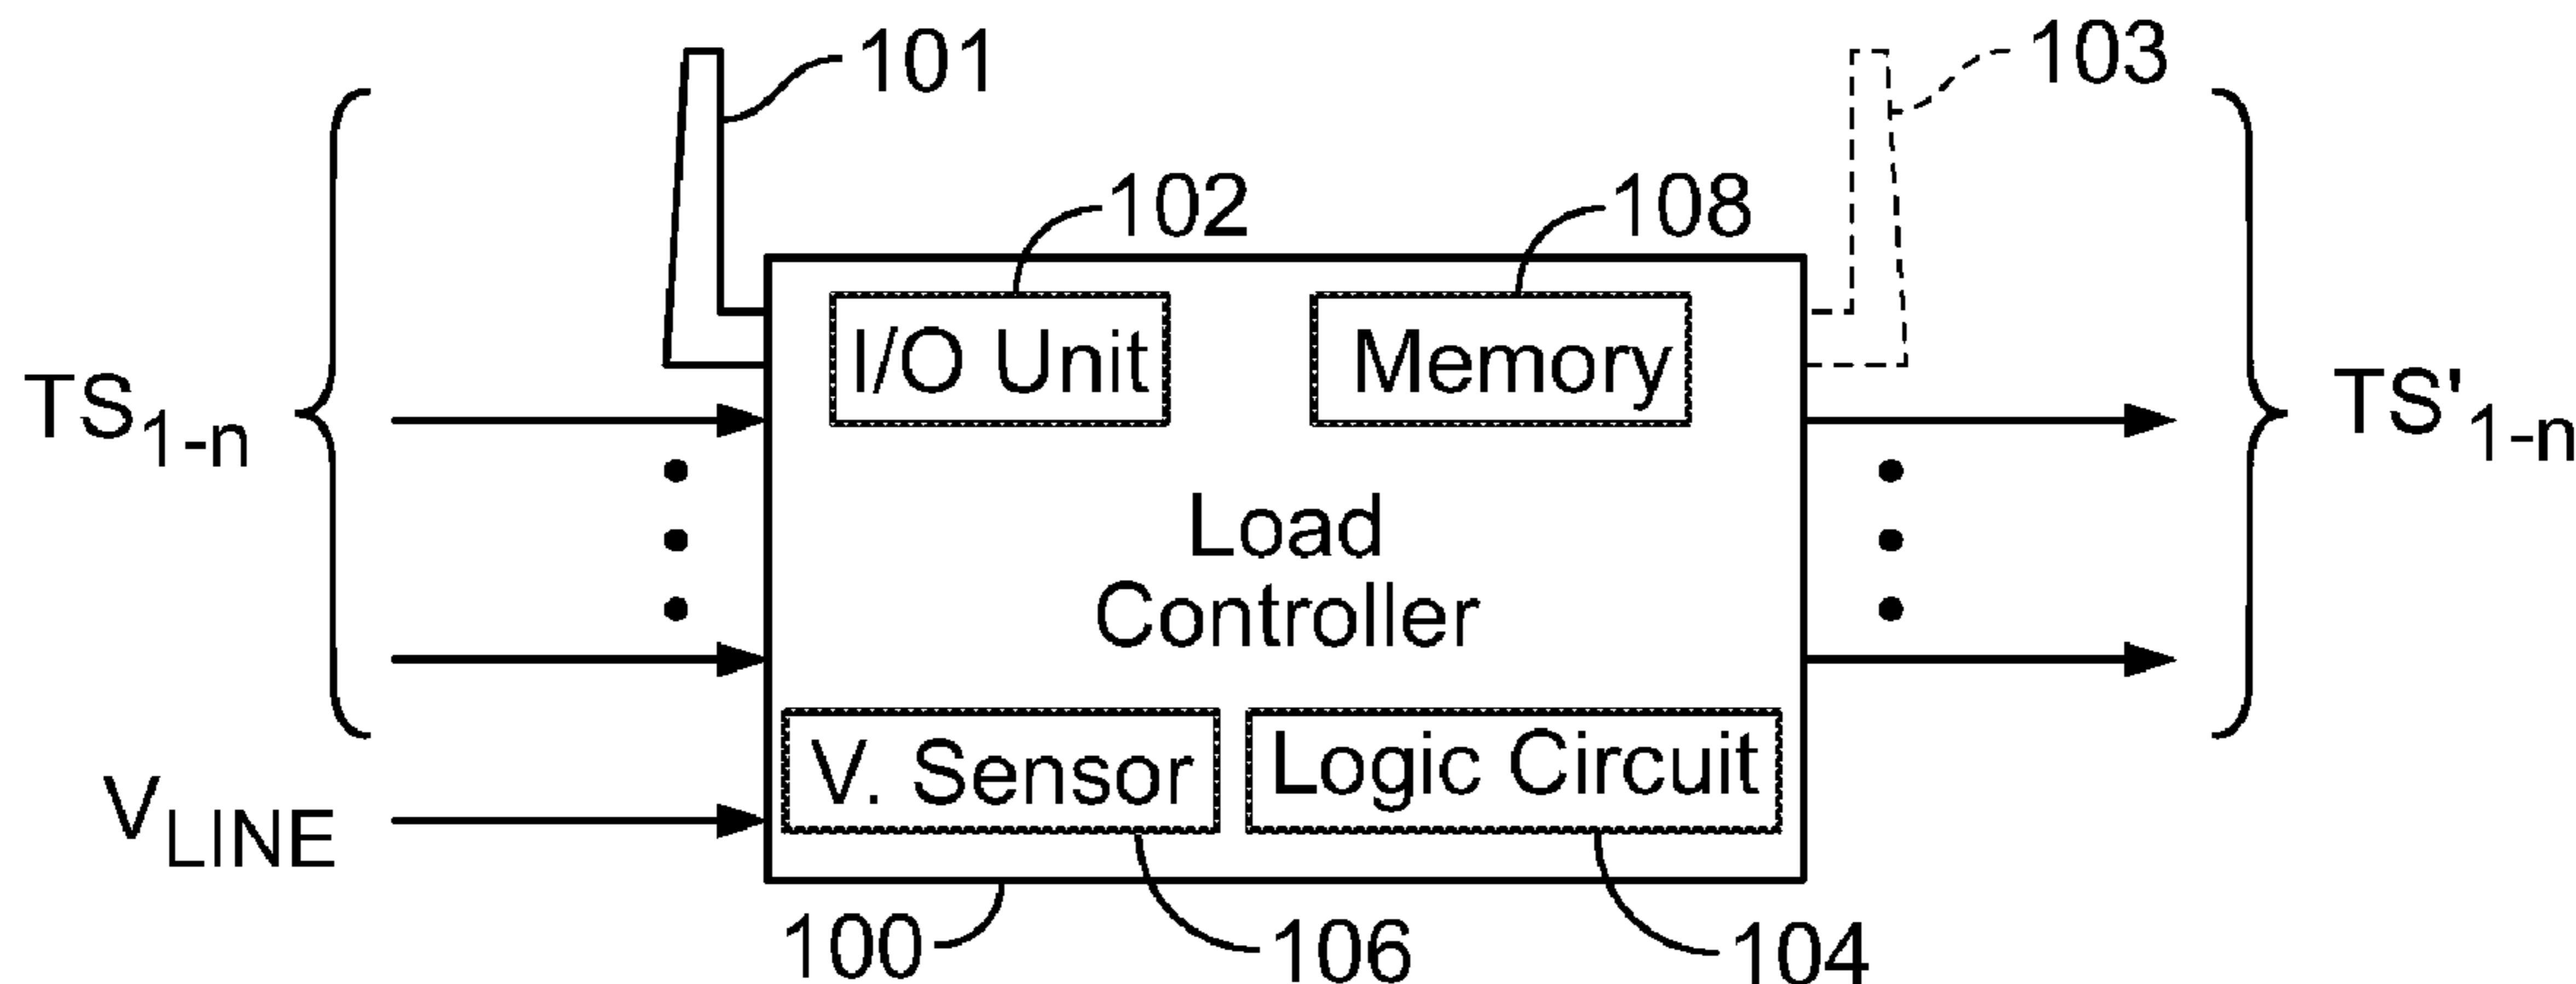 101
103
102
108
I/O Unit
Memory
TS1-n
TS'1-n
Load
Controller
V. Sensor
Logic Circuit
VLINE
100
106
104